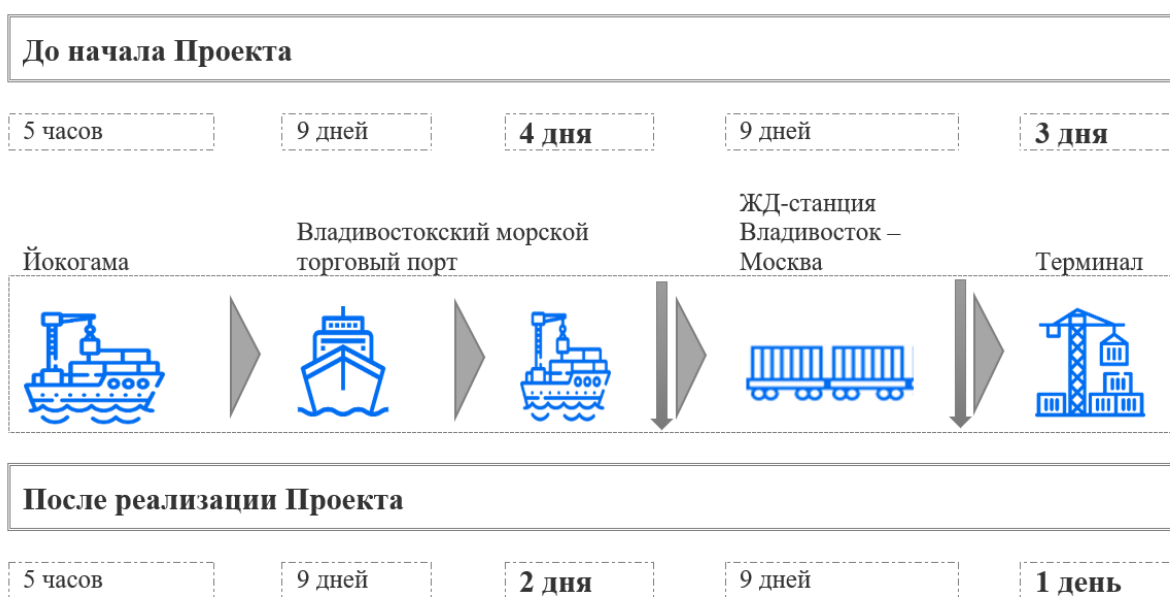 До начала Проекта
5 часов
9 дней
4 дня
9 дней
3 дня
Йокогама
Владивостокский морской
торговый порт
ЖД-станция
Владивосток –
Москва
Терминал
После реализации Проекта
5 часов
9 дней
2 дня
9 дней
1 день